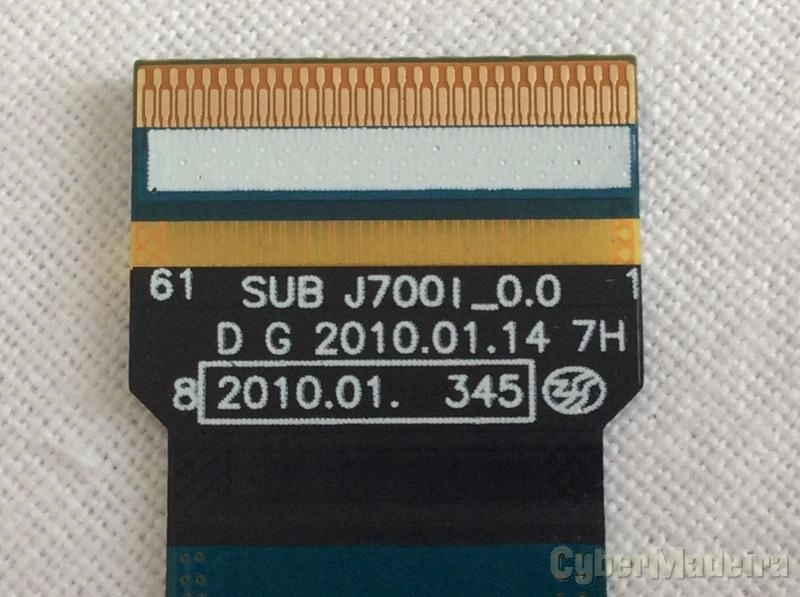 61 SUB J700I_0.0 1
D G 2010.01.14 7H
8 2010.01. 345
CyberMadeira